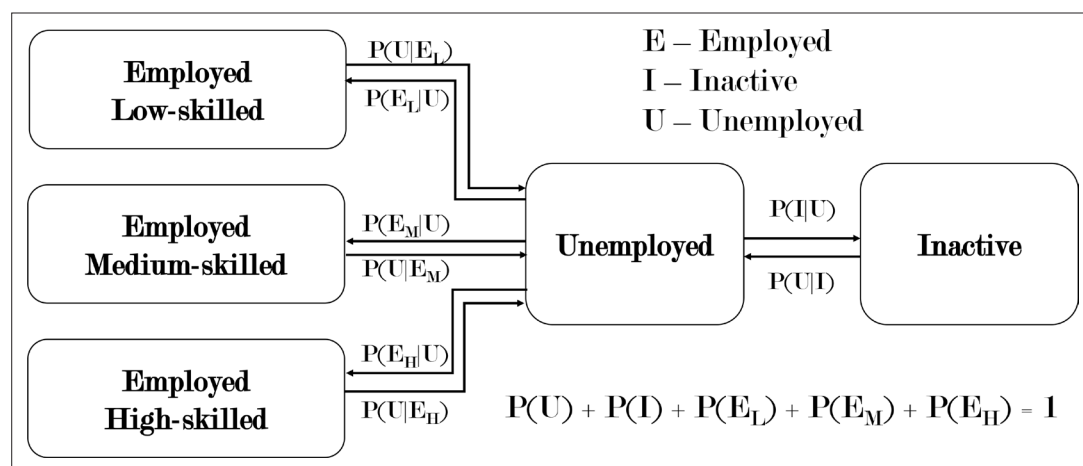 Employed
Low-skilled
P(U|E_L)
P(E_L|U)
E – Employed
I – Inactive
U – Unemployed
Employed
Medium-skilled
P(E_M|U)
P(U|E_M)
Unemployed
P(I|U)
P(U|I)
Inactive
Employed
High-skilled
P(E_H|U)
P(U|E_H)
P(U) + P(I) + P(E_L) + P(E_M) + P(E_H) = 1